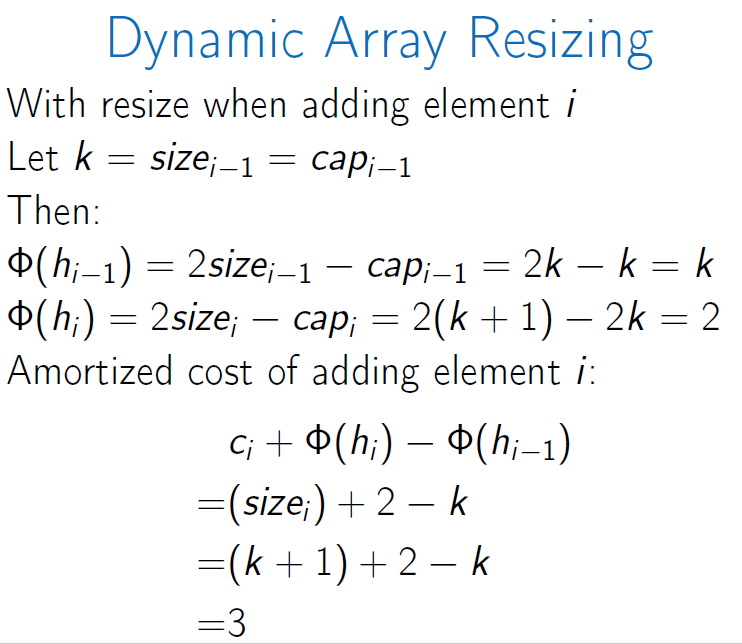 Dynamic Array Resizing
With resize when adding element i
Let k = size_{i−1} = cap_{i−1}
Then:
Φ(h_{i−1}) = 2size_{i−1} − cap_{i−1} = 2k − k = k
Φ(h_i) = 2size_i − cap_i = 2(k + 1) − 2k = 2
Amortized cost of adding element i:
c_i + Φ(h_i) − Φ(h_{i−1})
=(size_i) + 2 − k
=(k + 1) + 2 − k
=3